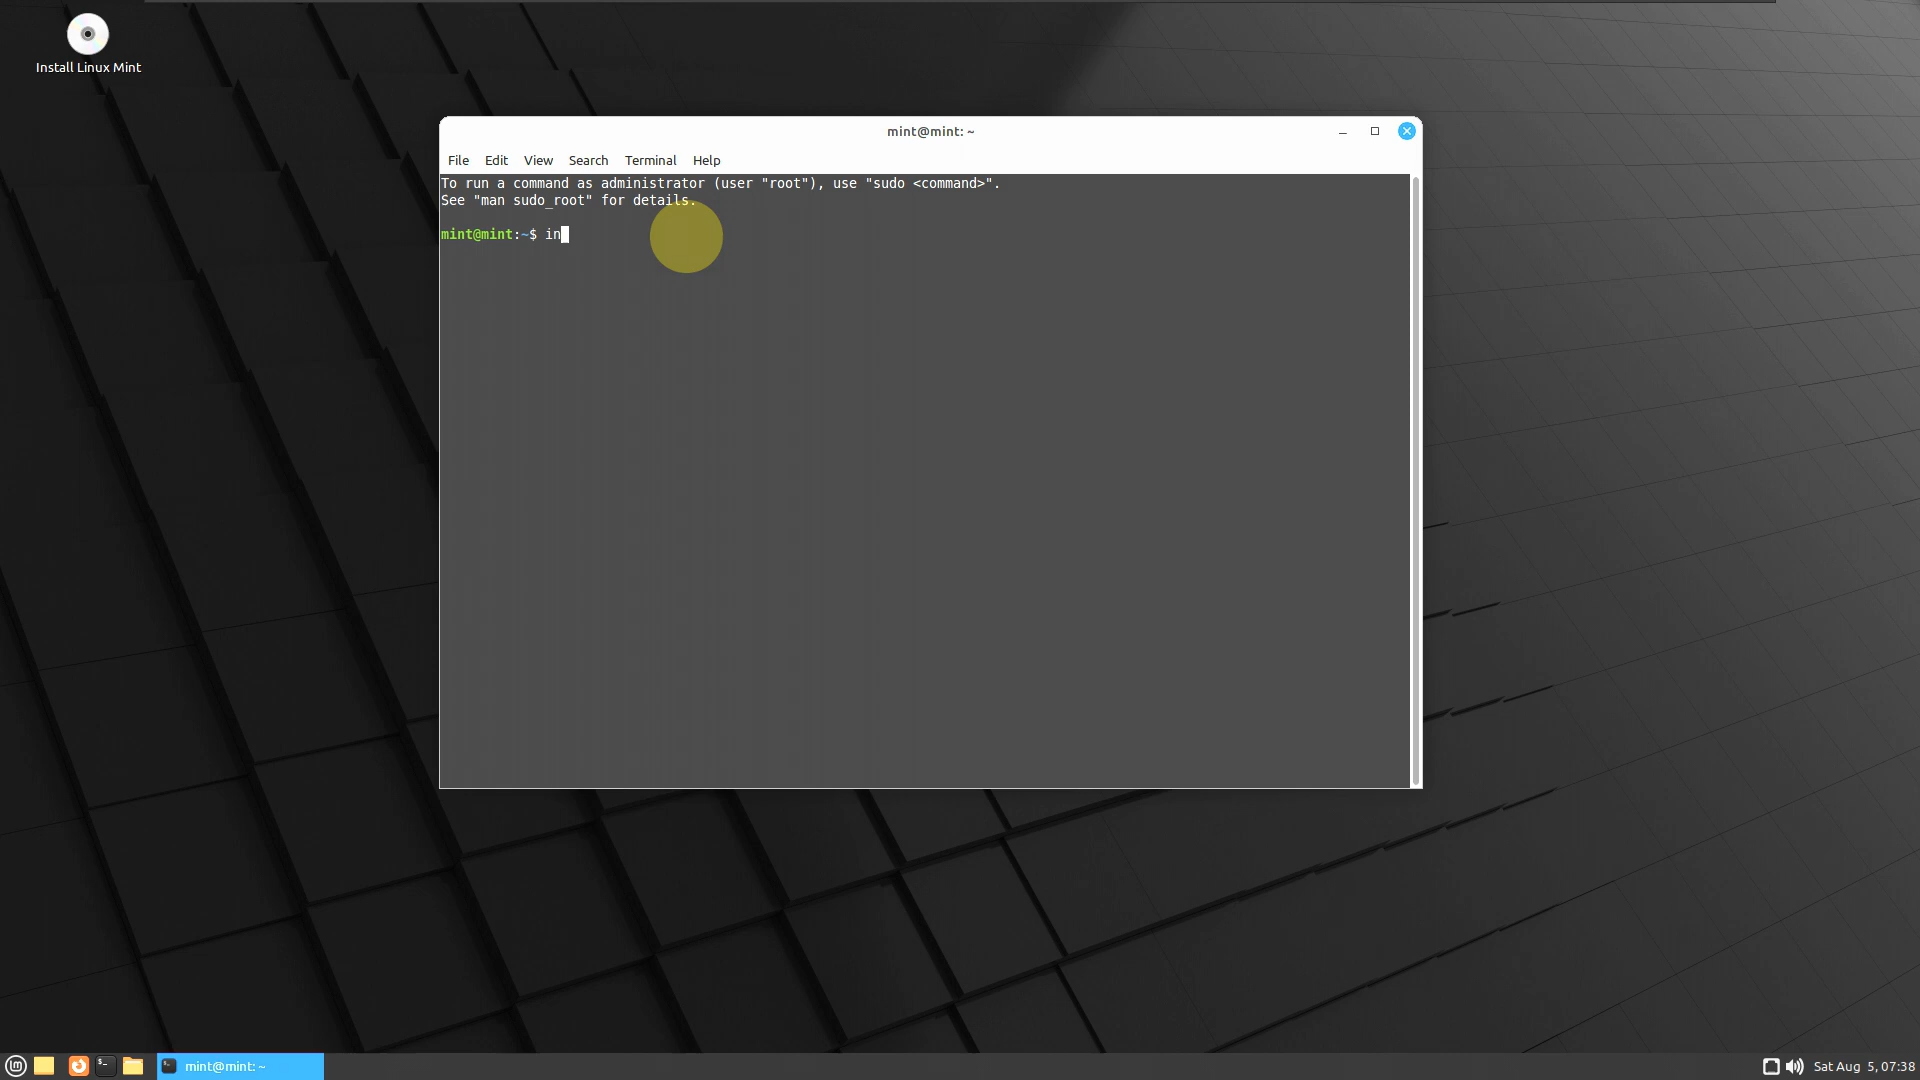 Install Linux Mint
mint@mint: ~
File Edit View Search Terminal Help
To run a command as administrator (user "root"), use "sudo <command>".
See "man sudo_root" for details.
mint@mint:~$ in
mint@mint: ~
Sat Aug 5, 07:38